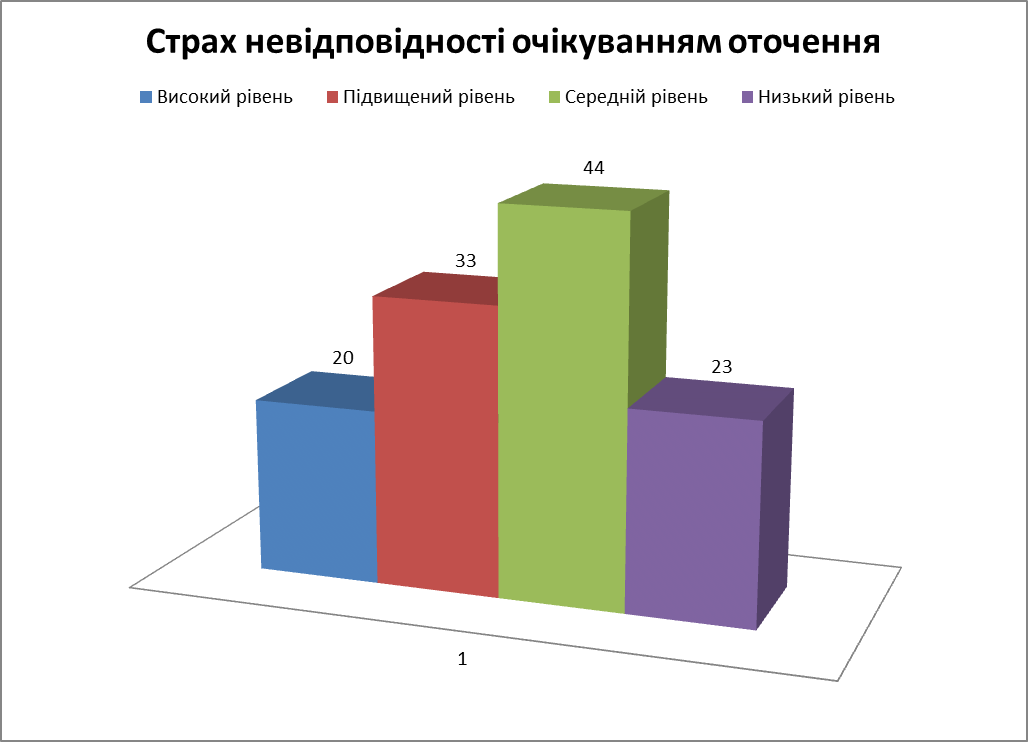 Страх невідповідності очікуванням оточення
Високий рівень Підвищений рівень Середній рівень Низький рівень
44
33
20
23
1